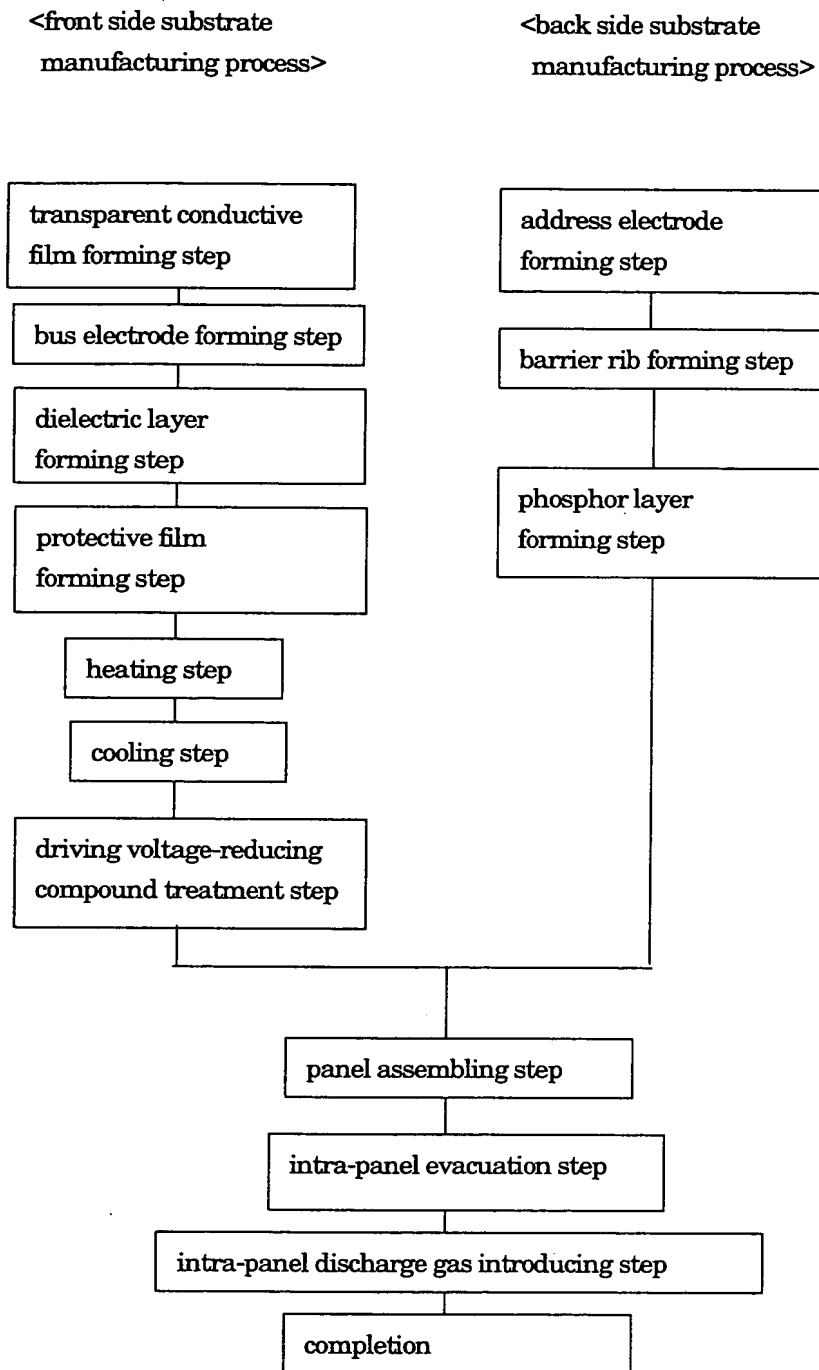 <front side substrate
manufacturing process>
<back side substrate
manufacturing process>
transparent conductive
film forming step
bus electrode forming step
dielectric layer
forming step
protective film
forming step
heating step
cooling step
driving voltage-reducing
compound treatment step
address electrode
forming step
barrier rib forming step
phosphor layer
forming step
panel assembling step
intra-panel evacuation step
intra-panel discharge gas introducing step
completion